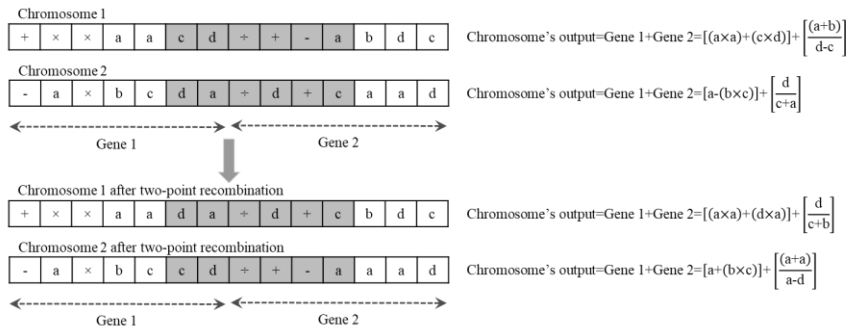 Chromosome 1
+ × × a a c d ÷ + - a b d c
Chromosome's output=Gene 1+Gene 2=[(a×a)+(c×d)]+[(a+b)/d-c]
Chromosome 2
- a × b c d a ÷ d + c a a d
Chromosome's output=Gene 1+Gene 2=[a-(b×c)]+[d/c+a]
Gene 1 Gene 2
Chromosome 1 after two-point recombination
+ × × a a d a ÷ d + c b d c
Chromosome's output=Gene 1+Gene 2=[(a×a)+(d×a)]+[d/c+b]
Chromosome 2 after two-point recombination
- a × b c c d ÷ + - a a a d
Chromosome's output=Gene 1+Gene 2=[a+(b×c)]+[(a+a)/a-d]
Gene 1 Gene 2